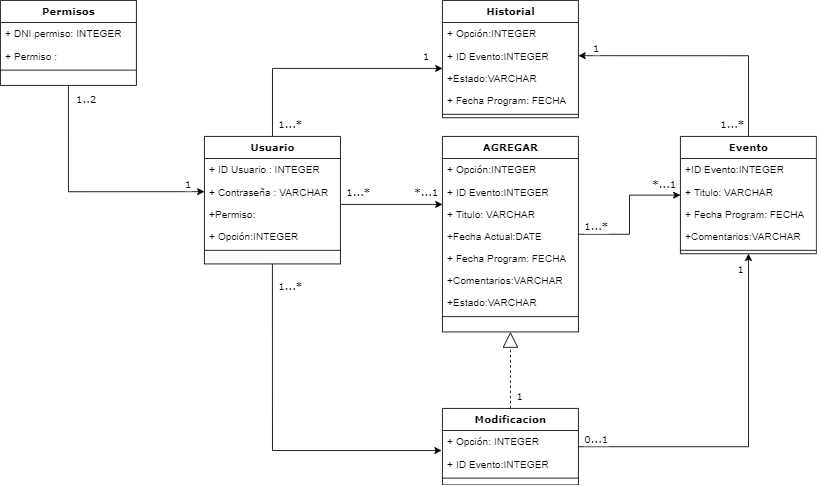 Permisos
+ DNI permiso: INTEGER
+ Permiso :
1..2
1
Historial
+ Opción:INTEGER
+ ID Evento:INTEGER
+Estado:VARCHAR
+ Fecha Program: FECHA
1
1
1...*
1...*
Usuario
+ ID Usuario : INTEGER
+ Contraseña : VARCHAR
+Permiso:
+ Opción:INTEGER
1...*
*...1
1...*
AGREGAR
+ Opción:INTEGER
+ ID Evento:INTEGER
+ Titulo: VARCHAR
+Fecha Actual:DATE
+ Fecha Program: FECHA
+Comentarios:VARCHAR
+Estado:VARCHAR
1...*
*...1
Evento
+ID Evento:INTEGER
+ Titulo: VARCHAR
+ Fecha Program: FECHA
+Comentarios:VARCHAR
1
1
Modificacion
+ Opción: INTEGER
+ ID Evento:INTEGER
0...1